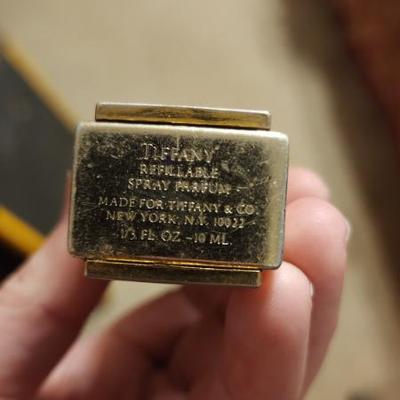 TIFFANY
REFILLABLE
SPRAY PARFUM
MADE FOR TIFFANY & CO.
NEW YORK, N.Y. 10022
1/3 FL. OZ -10 ML.